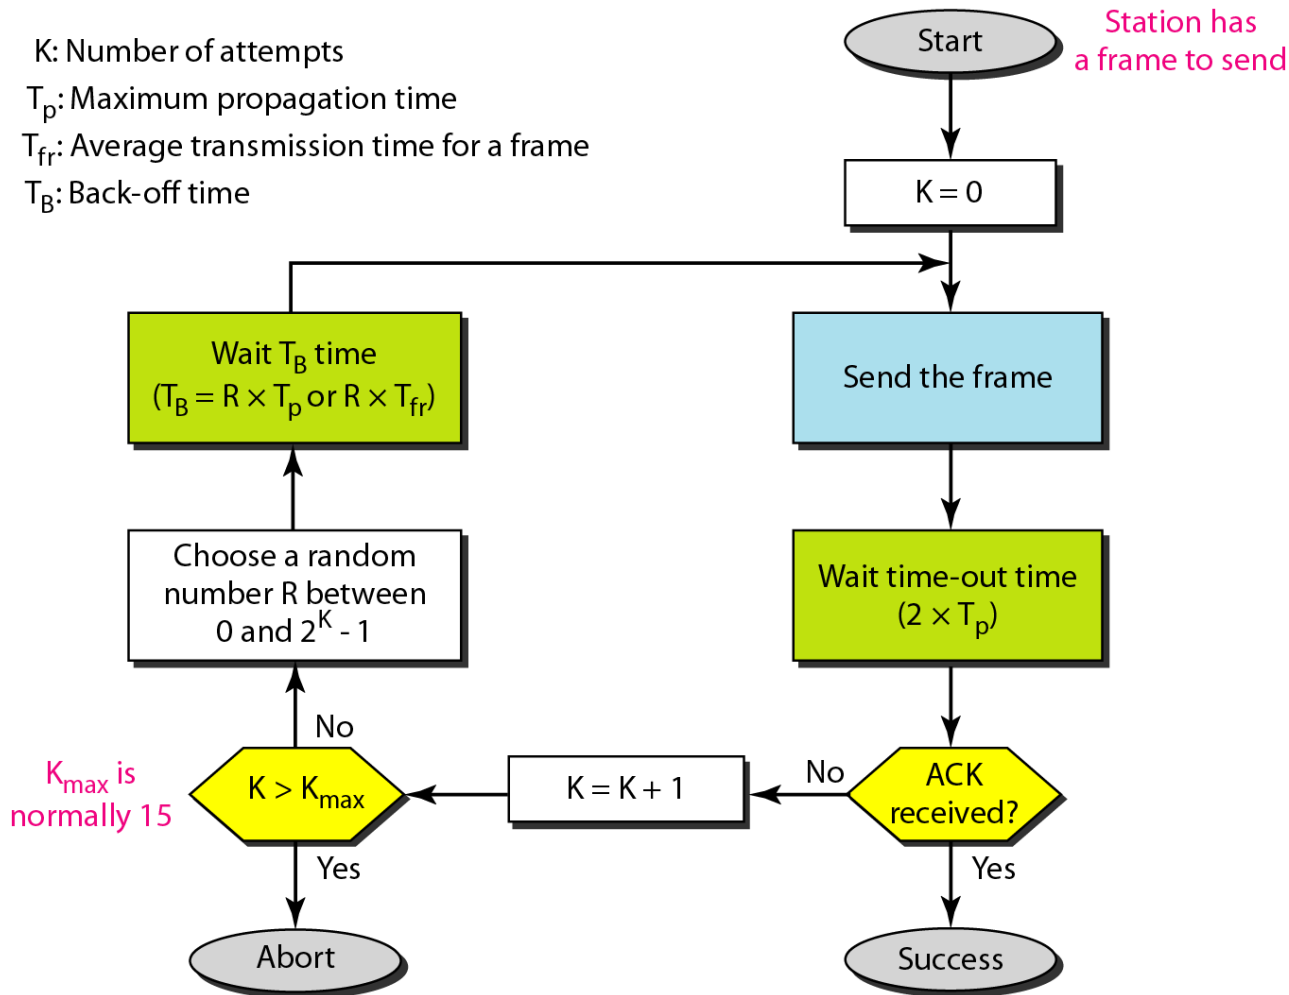 K: Number of attempts
Tp: Maximum propagation time
Tfr: Average transmission time for a frame
TB: Back-off time
Start
Station has
a frame to send
K = 0
Wait TB time
(TB = R × Tp or R × Tfr)
Send the frame
Choose a random
number R between
0 and 2^K - 1
Wait time-out time
(2 × Tp)
No
Kmax is
normally 15
K > Kmax
K = K + 1
No
ACK
received?
Yes
Yes
Abort
Success